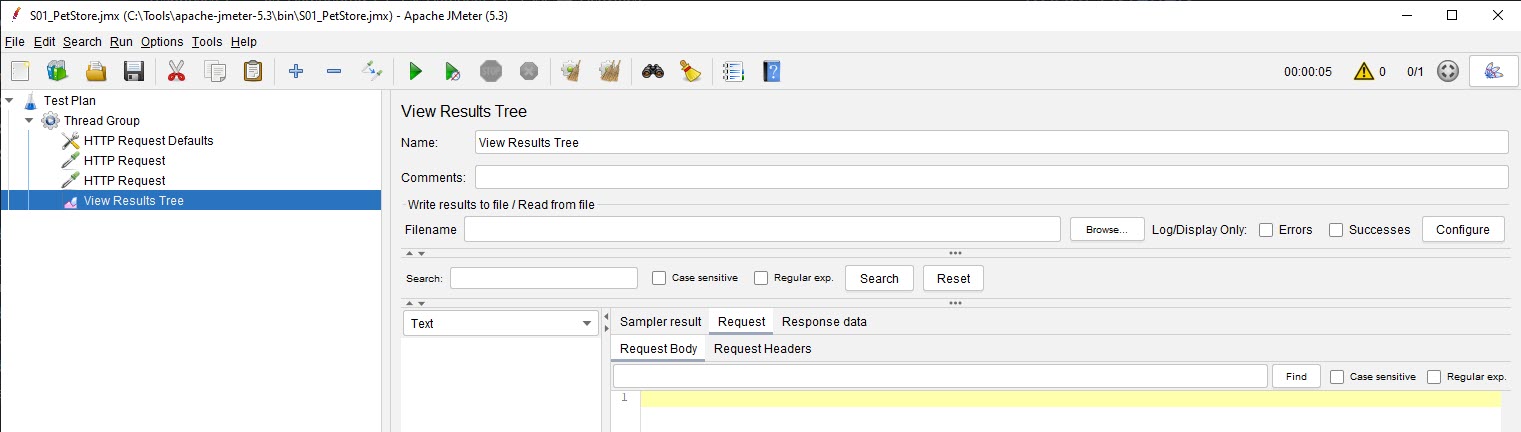 S01_PetStore.jmx (C:\Tools\apache-jmeter-5.3\bin\S01_PetStore.jmx) - Apache JMeter (5.3)
File Edit Search Run Options Tools Help
STOP 00:00:05 0 0/1
Test Plan
Thread Group
HTTP Request Defaults
HTTP Request
HTTP Request
View Results Tree
View Results Tree
Name: View Results Tree
Comments:
Write results to file / Read from file
Filename Browse... Log/Display Only: Errors Successes Configure
Search: Case sensitive Regular exp. Search Reset
Text
Sampler result Request Response data
Request Body Request Headers
Find Case sensitive Regular exp.
1